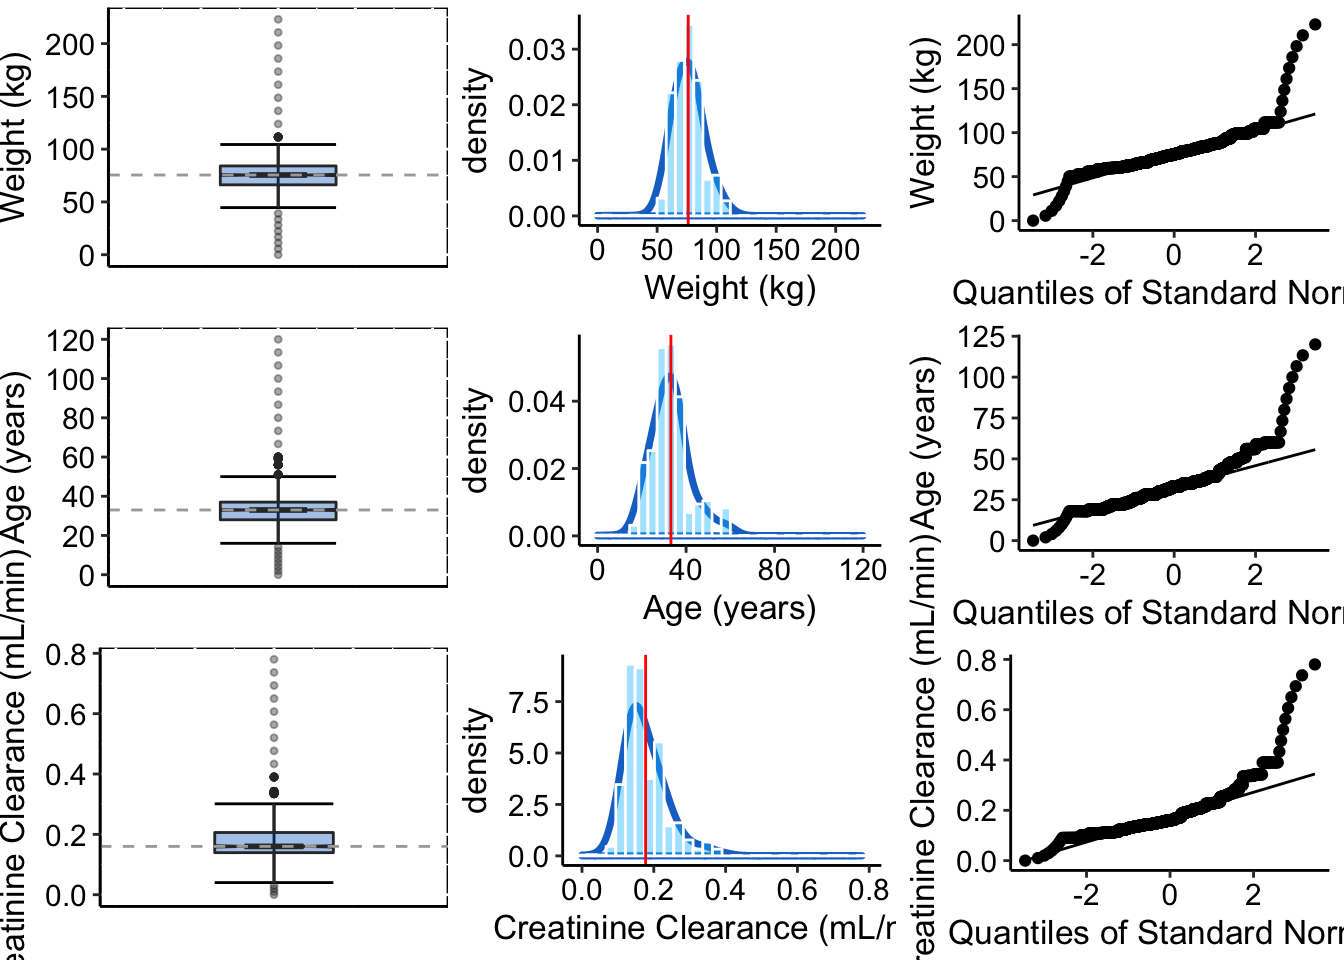 Weight (kg)
200
150
100
50
0
density
0.03
0.02
0.01
0.00
0 50 100 150 200
Weight (kg)
Weight (kg)
200
150
100
50
0
-2 0 2
Quantiles of Standard
Age (years)
120
100
80
60
40
20
0
density
0.04
0.02
0.00
0 40 80 120
Age (years)
Age (years)
125
100
75
50
25
0
-2 0 2
Quantiles of Standard
Clearance (mL/min)
0.8
0.6
0.4
0.2
0.0
density
7.5
5.0
2.5
0.0
0.0 0.2 0.4 0.6 0.8
Creatinine Clearance
Clearance (mL/min)
0.8
0.6
0.4
0.2
0.0
-2 0 2
Quantiles of Standard